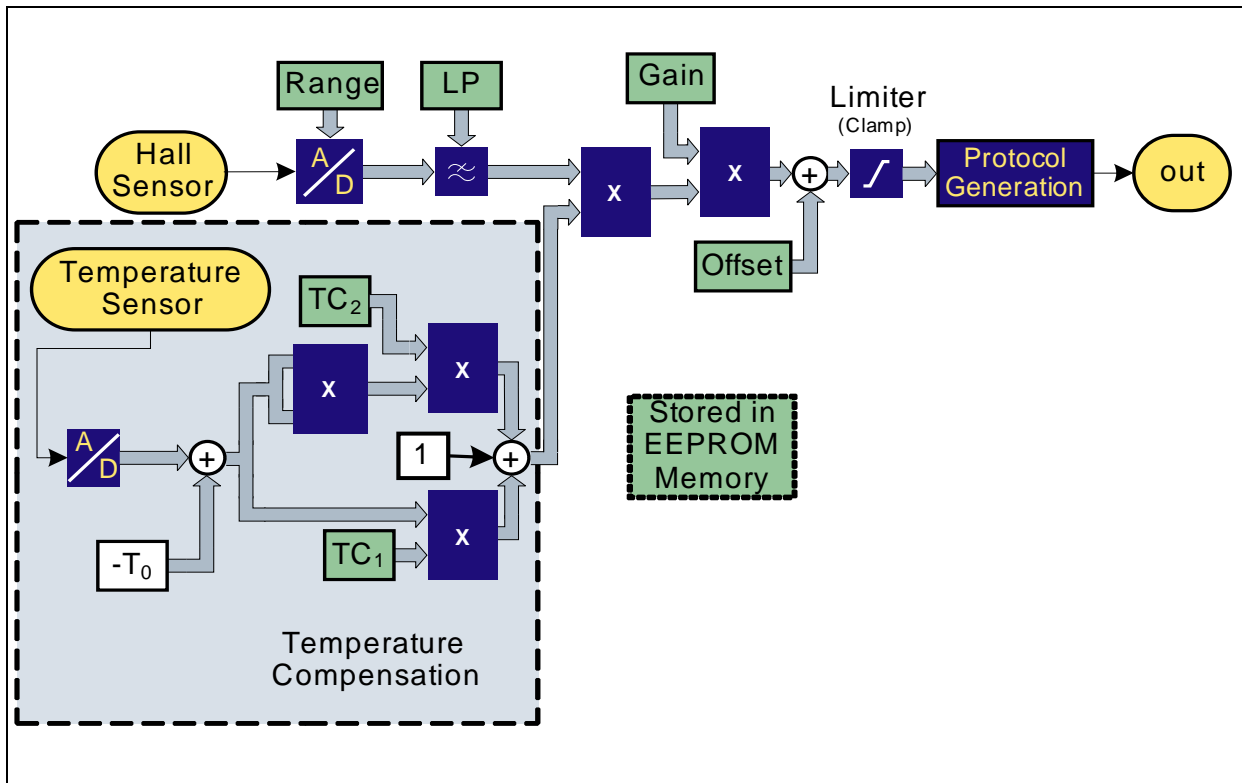 Range
LP
Gain
Limiter
(Clamp)
Hall
Sensor
A
D
X
X
+
Protocol
Generation
out
Offset
Temperature
Sensor
TC₂
X
X
A
D
+
1
+
Stored in
EEPROM
Memory
X
TC₁
-T₀
Temperature
Compensation